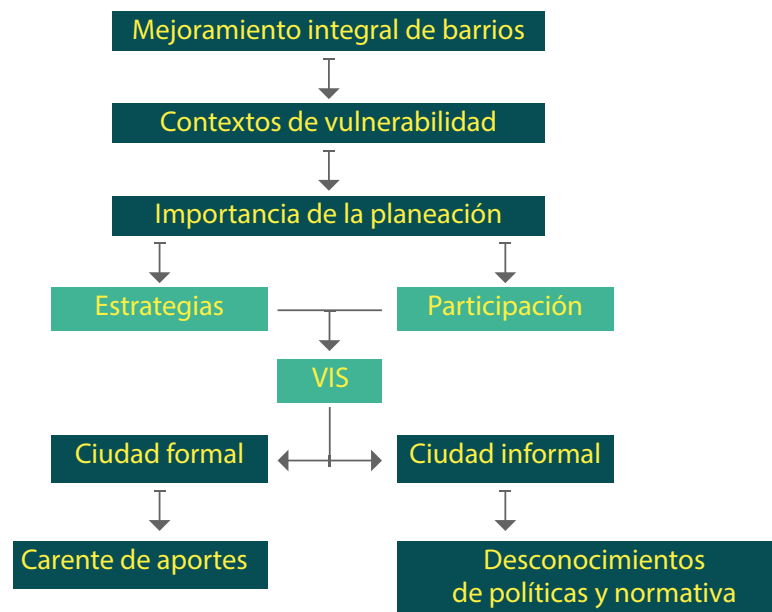 Mejoramiento integral de barrios
Contextos de vulnerabilidad
Importancia de la planeación
Estrategias
Participación
VIS
Ciudad formal
Ciudad informal
Carente de aportes
Desconocimientos
de políticas y normativa